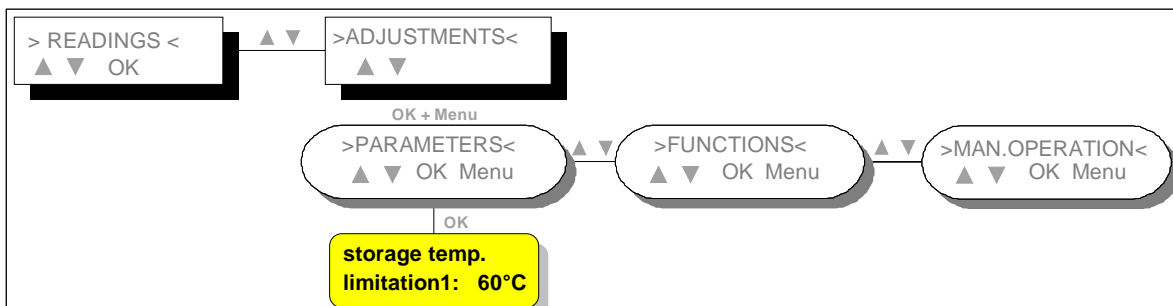 > READINGS <
▲ ▼ OK
▲ ▼
>ADJUSTMENTS<
▲ ▼
OK + Menu
>PARAMETERS<
▲ ▼ OK Menu
▲ ▼
>FUNCTIONS<
▲ ▼ OK Menu
▲ ▼
>MAN.OPERATION<
▲ ▼ OK Menu
OK
storage temp.
limitation1: 60°C